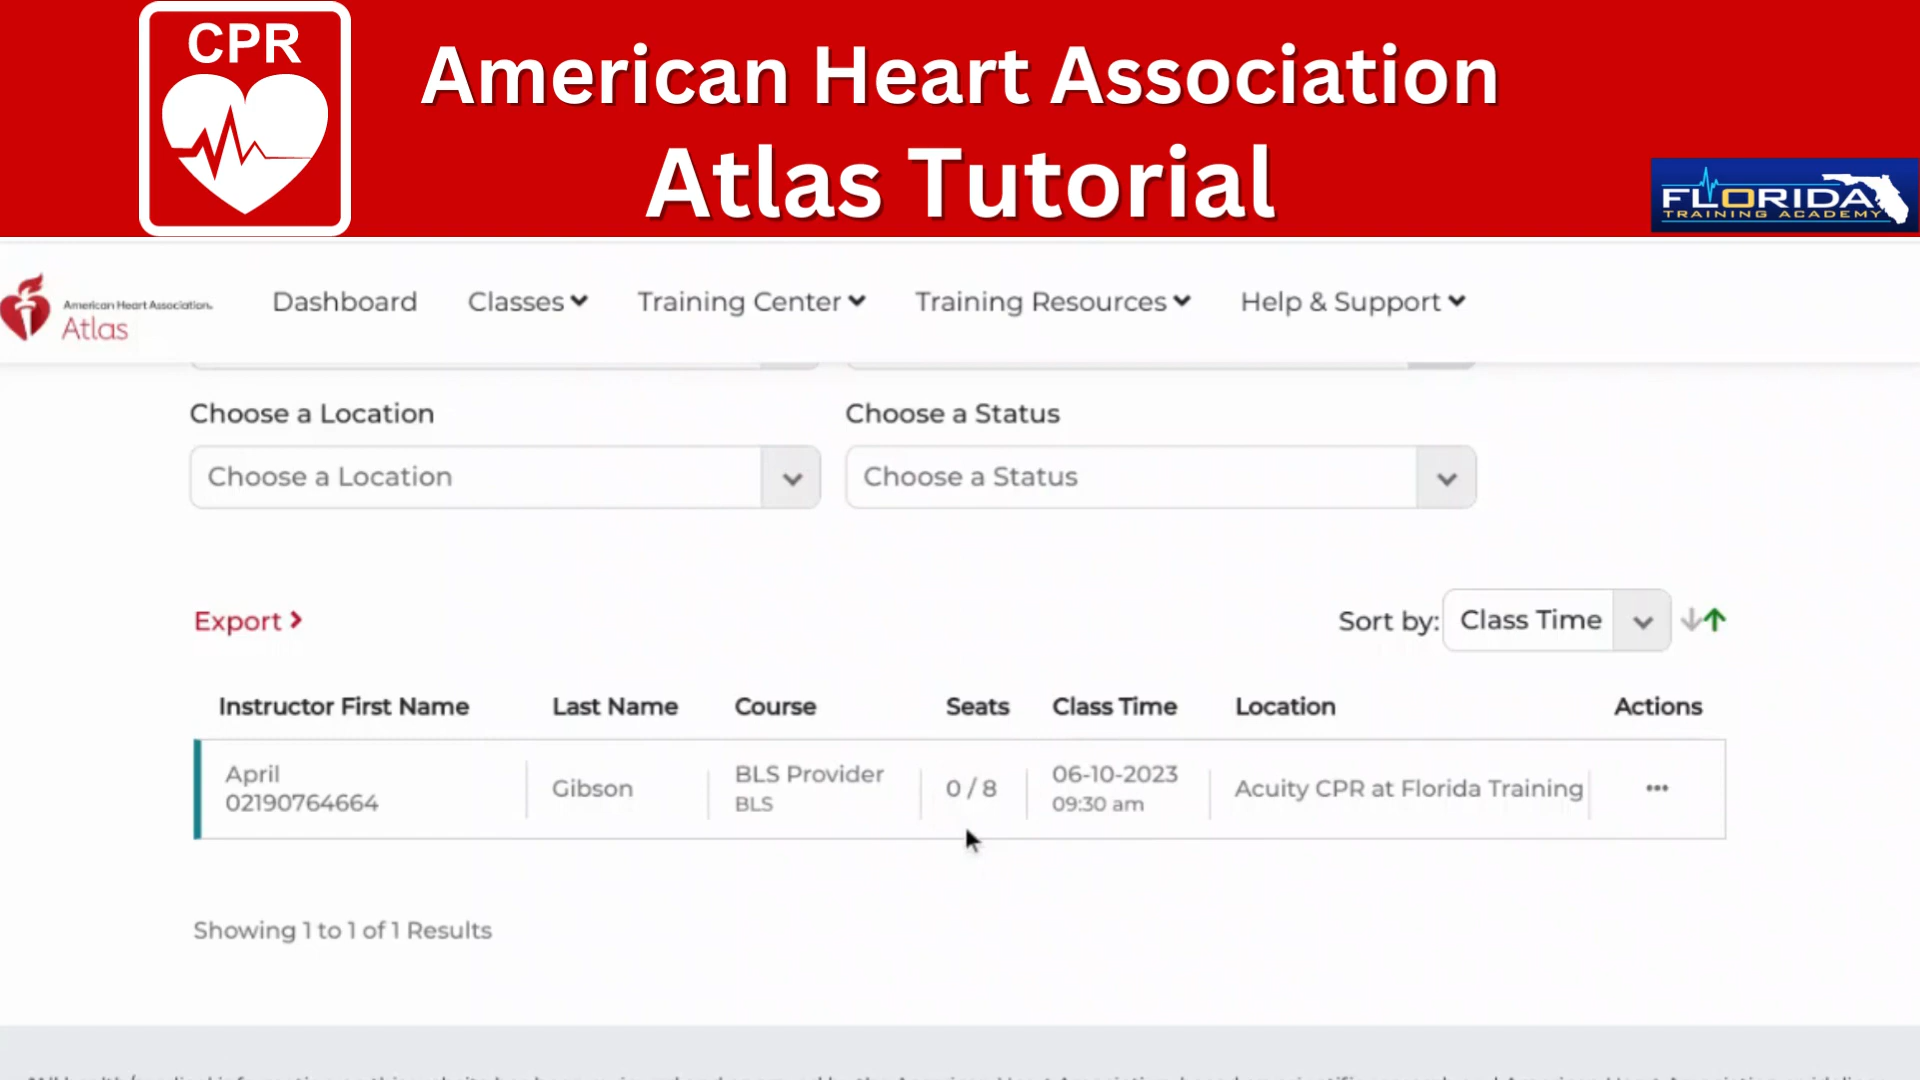 CPR
American Heart Association
Atlas Tutorial
FLORIDA
TRAINING ACADEMY
American Heart Association.
Atlas
Dashboard Classes Training Center Training Resources Help & Support
Choose a Location Choose a Status
Choose a Location Choose a Status
Export
Sort by: Class Time
Instructor First Name Last Name Course Seats Class Time Location Actions
April
02190764664
Gibson
BLS Provider
BLS
0 / 8
06-10-2023
09:30 am
Acuity CPR at Florida Training
Showing 1 to 1 of 1 Results